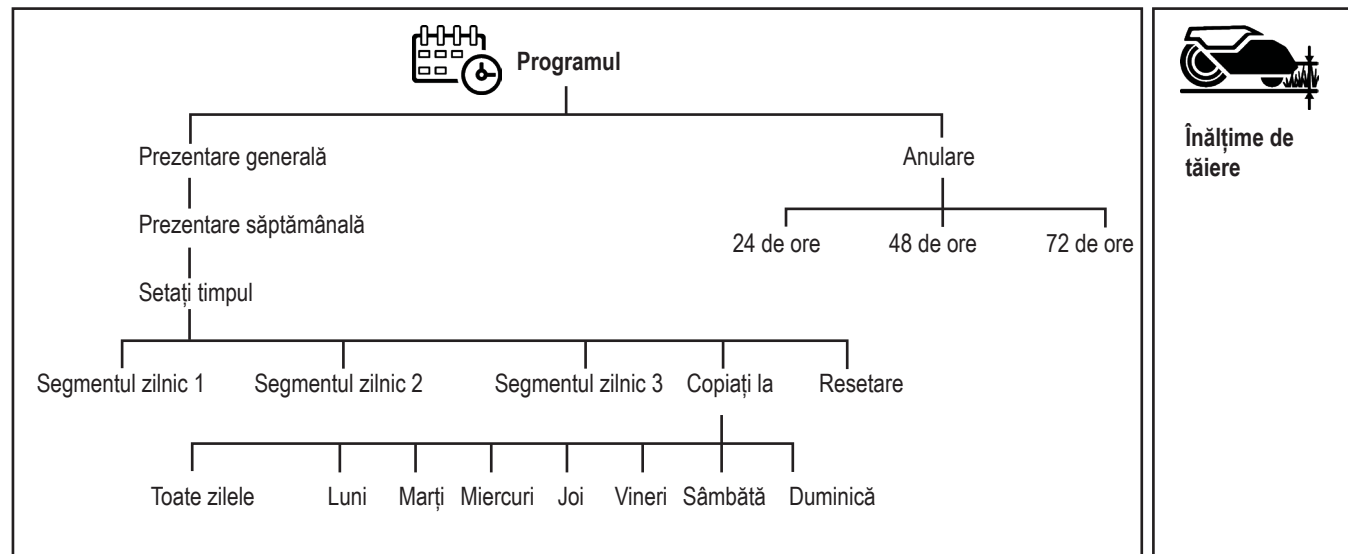 Programul
Prezentare generală
Anulare
Prezentare săptămânală
24 de ore
48 de ore
72 de ore
Setați timpul
Segmentul zilnic 1
Segmentul zilnic 2
Segmentul zilnic 3
Copiați la
Resetare
Toate zilele
Luni
Marți
Miercuri
Joi
Vineri
Sâmbătă
Duminică
Înălțime de
tăiere